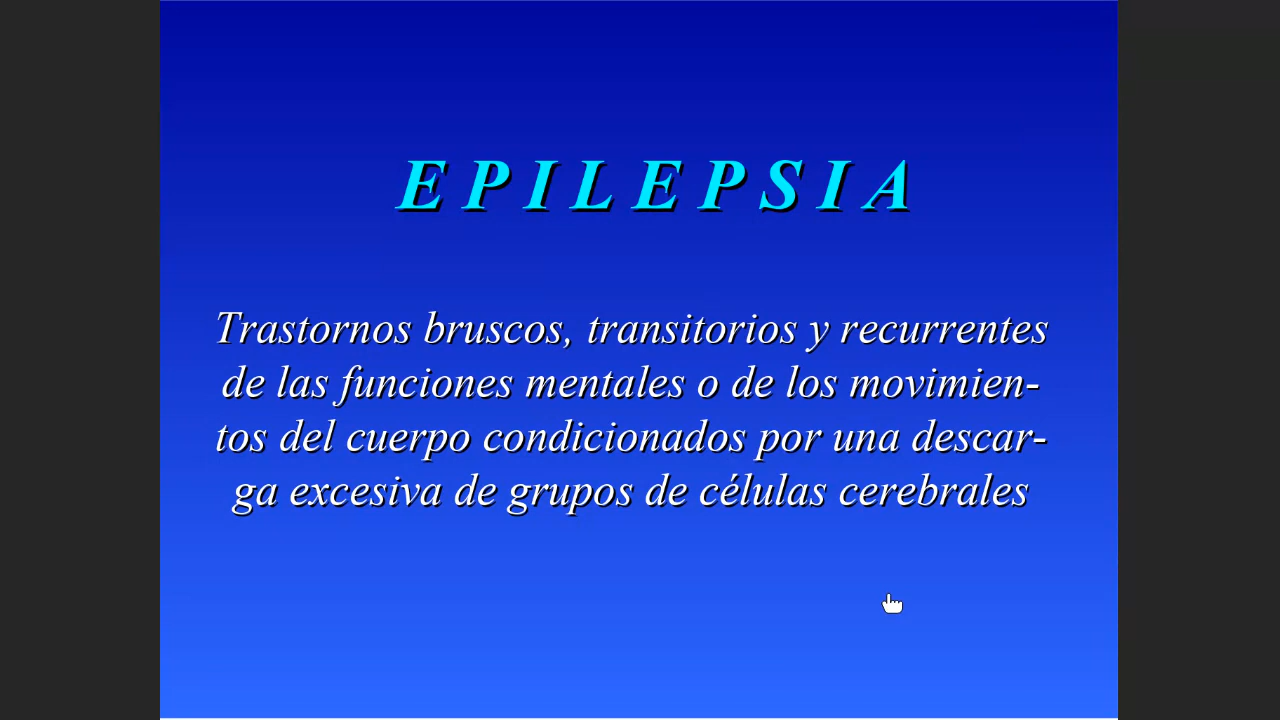 E P I L E P S I A
Trastornos bruscos, transitorios y recurrentes
de las funciones mentales o de los movimien-
tos del cuerpo condicionados por una descar-
ga excesiva de grupos de células cerebrales